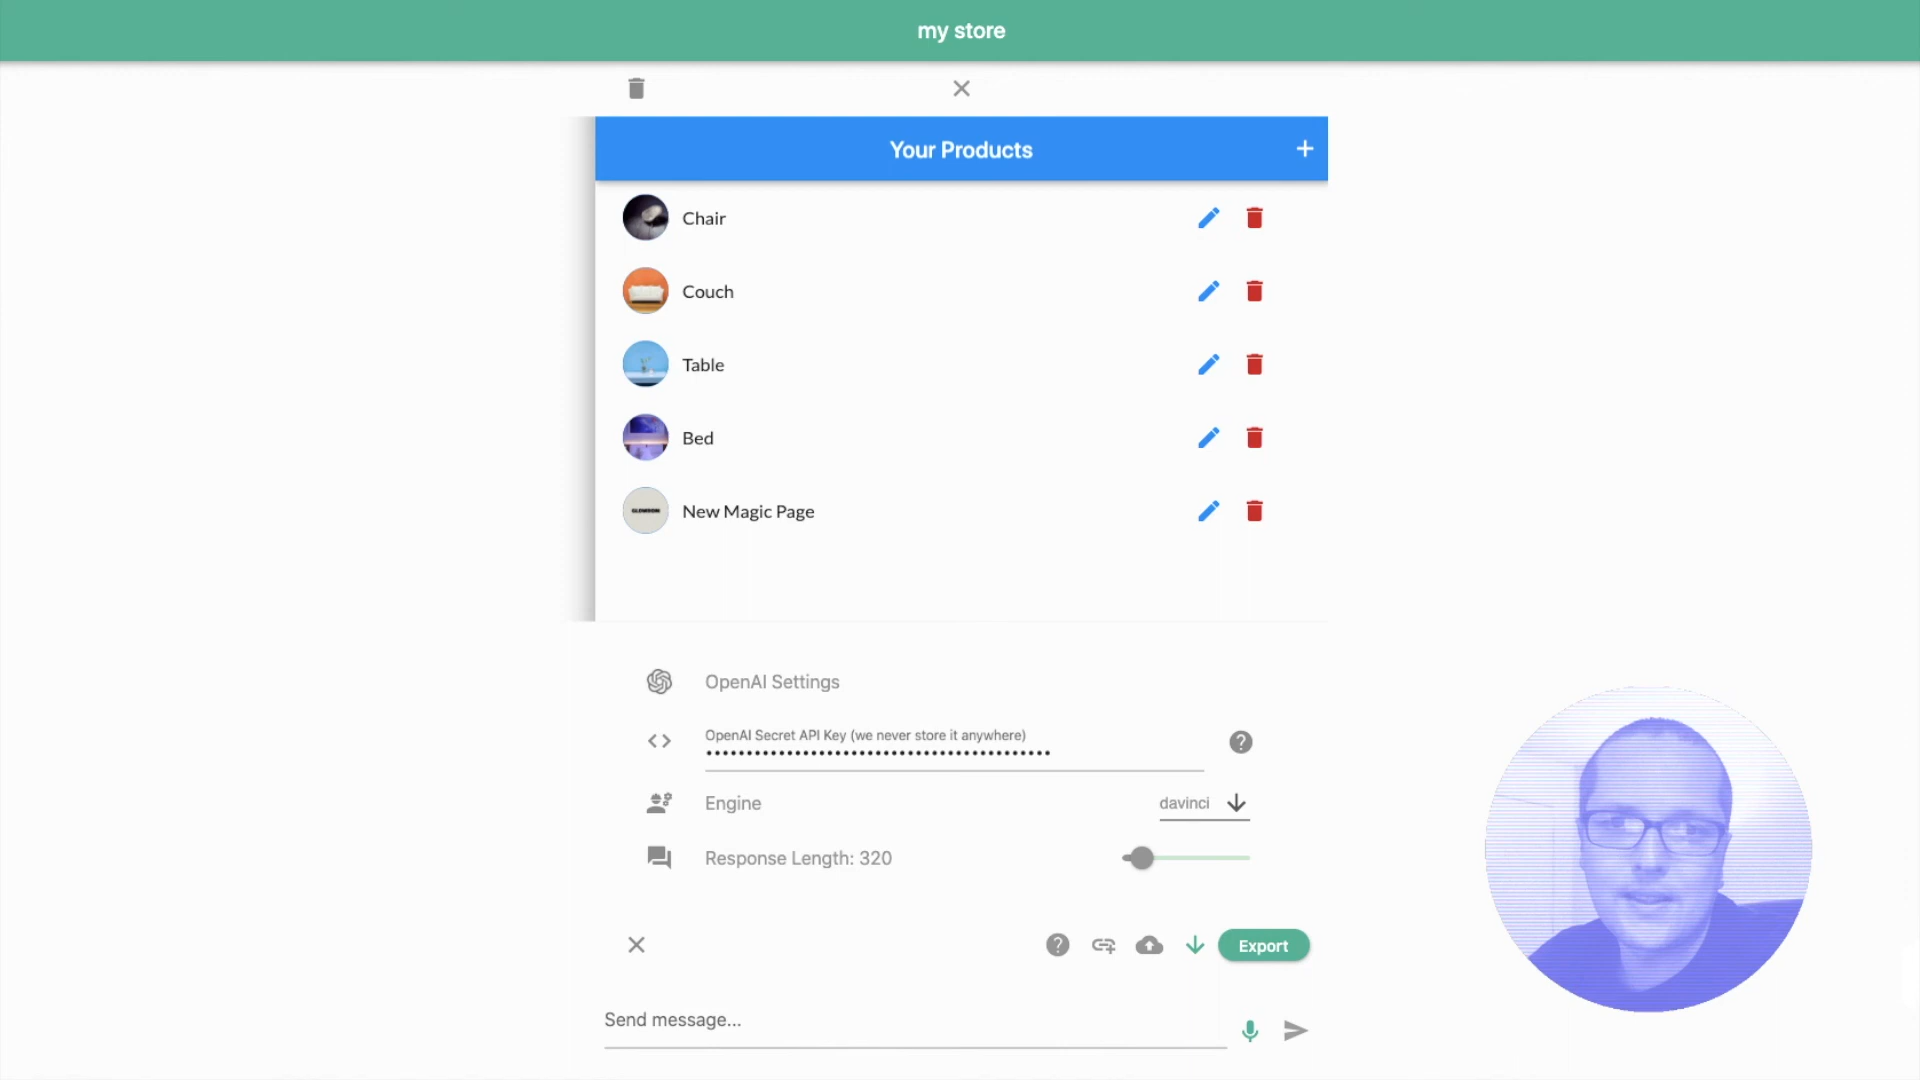 my store
Your Products
Chair
Couch
Table
Bed
New Magic Page
OpenAI Settings
OpenAI Secret API Key (we never store it anywhere)
Engine
davinci
Response Length: 320
Export
Send message...